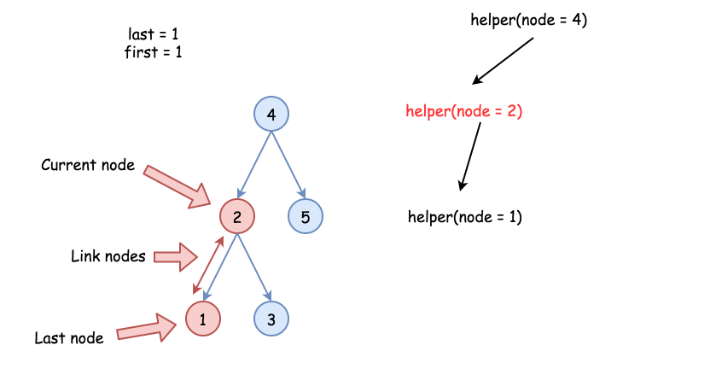 last = 1
first = 1
helper(node = 4)
helper(node = 2)
helper(node = 1)
4
Current node
2
5
Link nodes
1
3
Last node